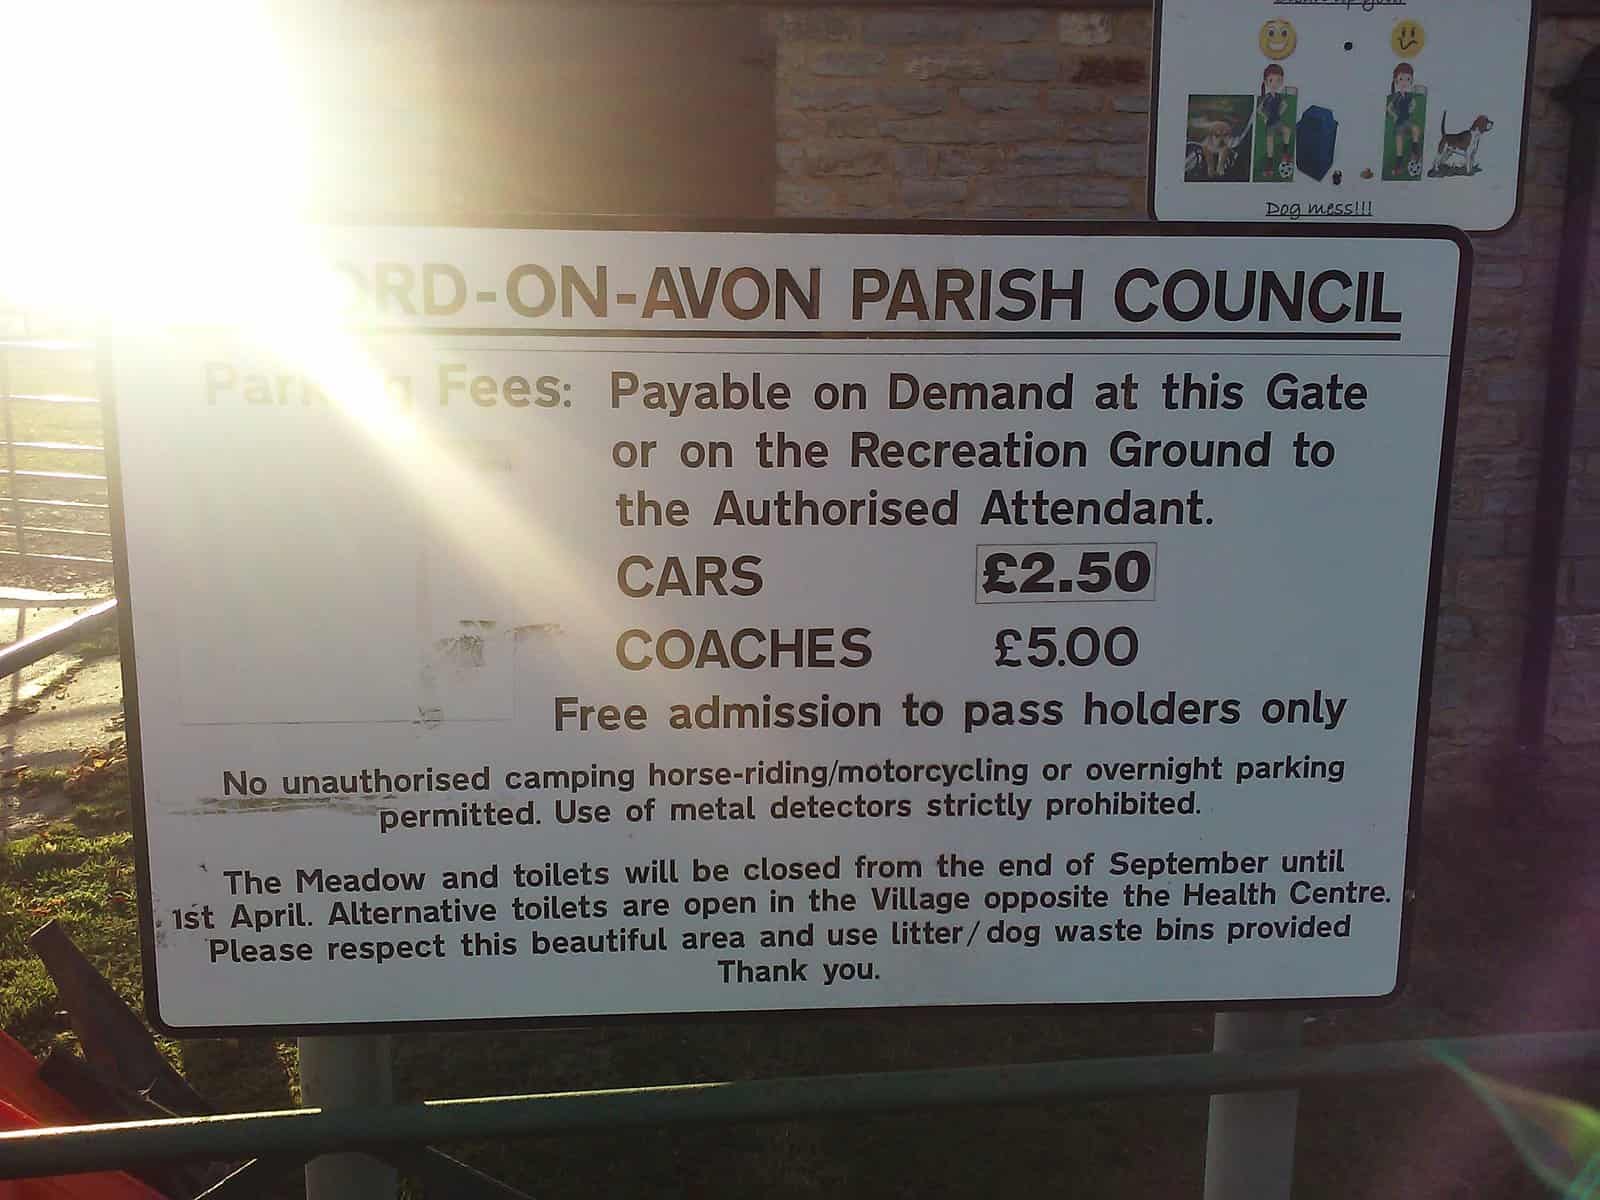 Dog mess!!!
ORD-ON-AVON PARISH COUNCIL
Parking Fees: Payable on Demand at this Gate
or on the Recreation Ground to
the Authorised Attendant.
CARS £2.50
COACHES £5.00
Free admission to pass holders only
No unauthorised camping horse-riding/motorcycling or overnight parking
permitted. Use of metal detectors strictly prohibited.
The Meadow and toilets will be closed from the end of September until
1st April. Alternative toilets are open in the Village opposite the Health Centre.
Please respect this beautiful area and use litter/dog waste bins provided
Thank you.